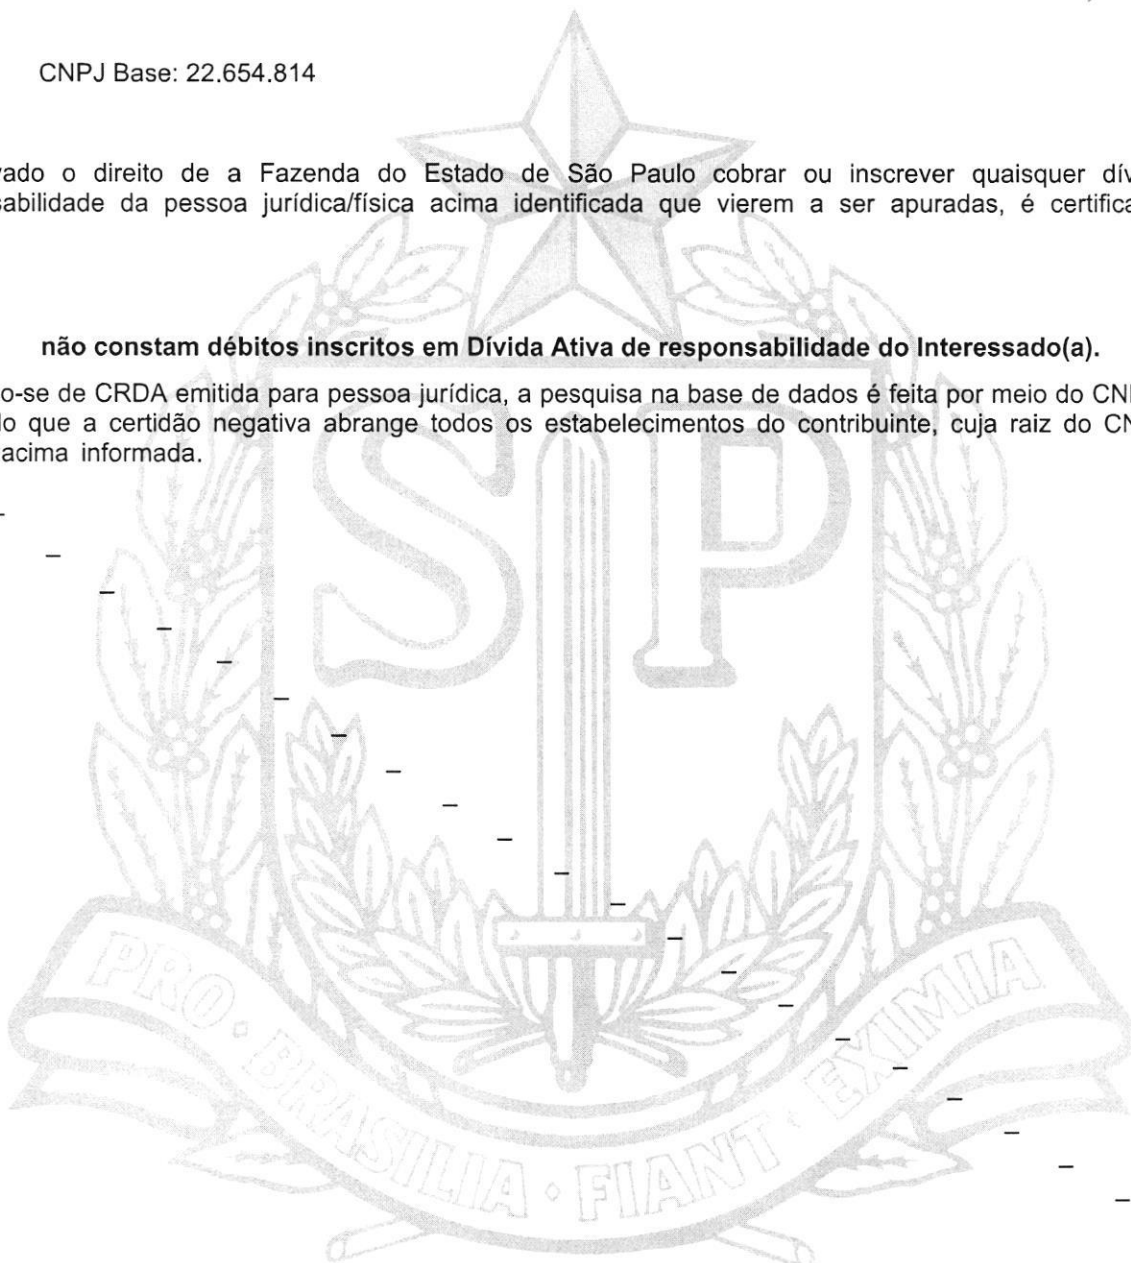 CNPJ Base: 22.654.814
vado o direito de a Fazenda do Estado de São Paulo cobrar ou inscrever quaisquer dív
sabilidade da pessoa jurídica/física acima identificada que vierem a ser apuradas, é certifica
não constam débitos inscritos em Dívida Ativa de responsabilidade do Interessado(a).
o-se de CRDA emitida para pessoa jurídica, a pesquisa na base de dados é feita por meio do CN
lo que a certidão negativa abrange todos os estabelecimentos do contribuinte, cuja raiz do CN
acima informada.
SP
PRO BRASILIA FIANT EXIMIA